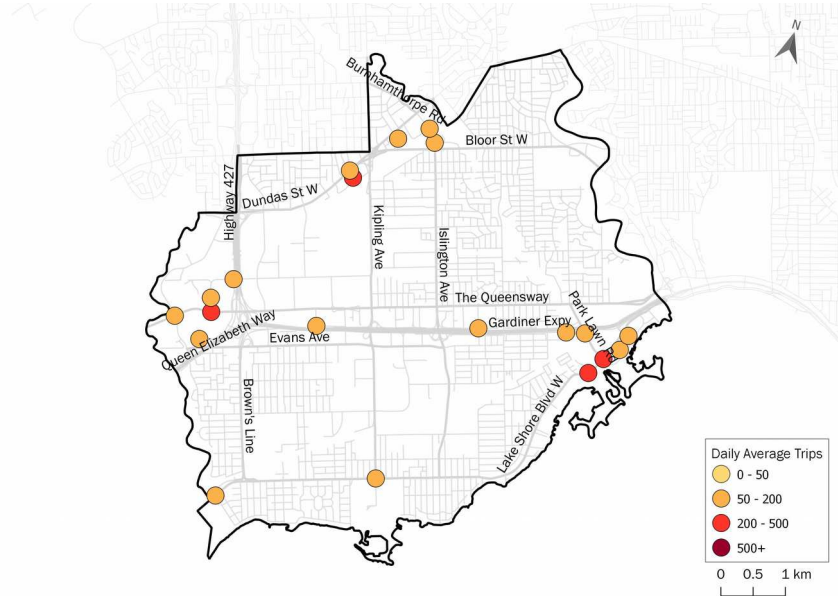 N
Burnhamthorpe Rd
Bloor St W
Highway 427
Dundas St W
Kipling Ave
Islington Ave
The Queensway
Park Lawn Rd
Gardiner Expy
Queen Elizabeth Way
Evans Ave
Brown's Line
Lake Shore Blvd W
Daily Average Trips
0 - 50
50 - 200
200 - 500
500+
0 0.5 1 km